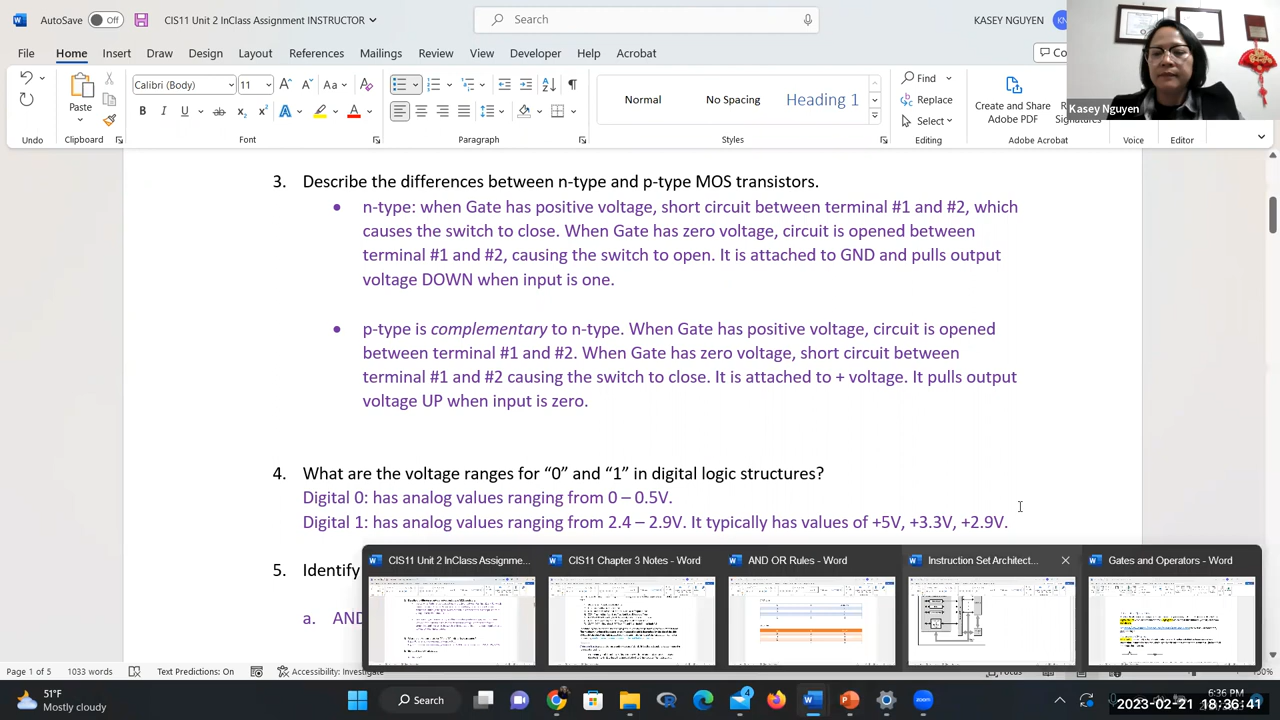 AutoSave Off CIS11 Unit 2 InClass Assignment INSTRUCTOR Search KASEY NGUYEN KN
File Home Insert Draw Design Layout References Mailings Review View Developer Help Acrobat
Calibri (Body) 11 Find
Paste Normal No Spacing Heading 1 Replace Create and Share
Adobe PDF
Select
Kasey Nguyen
Undo Clipboard Font Paragraph Styles Editing Adobe Acrobat Voice Editor
3. Describe the differences between n-type and p-type MOS transistors.
• n-type: when Gate has positive voltage, short circuit between terminal #1 and #2, which
causes the switch to close. When Gate has zero voltage, circuit is opened between
terminal #1 and #2, causing the switch to open. It is attached to GND and pulls output
voltage DOWN when input is one.
• p-type is complementary to n-type. When Gate has positive voltage, circuit is opened
between terminal #1 and #2. When Gate has zero voltage, short circuit between
terminal #1 and #2 causing the switch to close. It is attached to + voltage. It pulls output
voltage UP when input is zero.
4. What are the voltage ranges for “0” and “1” in digital logic structures?
Digital 0: has analog values ranging from 0 – 0.5V.
Digital 1: has analog values ranging from 2.4 – 2.9V. It typically has values of +5V, +3.3V, +2.9V.
CIS11 Unit 2 InClass Assignme... CIS11 Chapter 3 Notes - Word AND OR Rules - Word Instruction Set Architect... Gates and Operators - Word
5. Identify
a. AND
Page 1 of 5 1033 words Text Predictions: On Accessibility: Focus
51°F
Mostly cloudy
Search
6:36 PM
2023-02-21 18:36:41